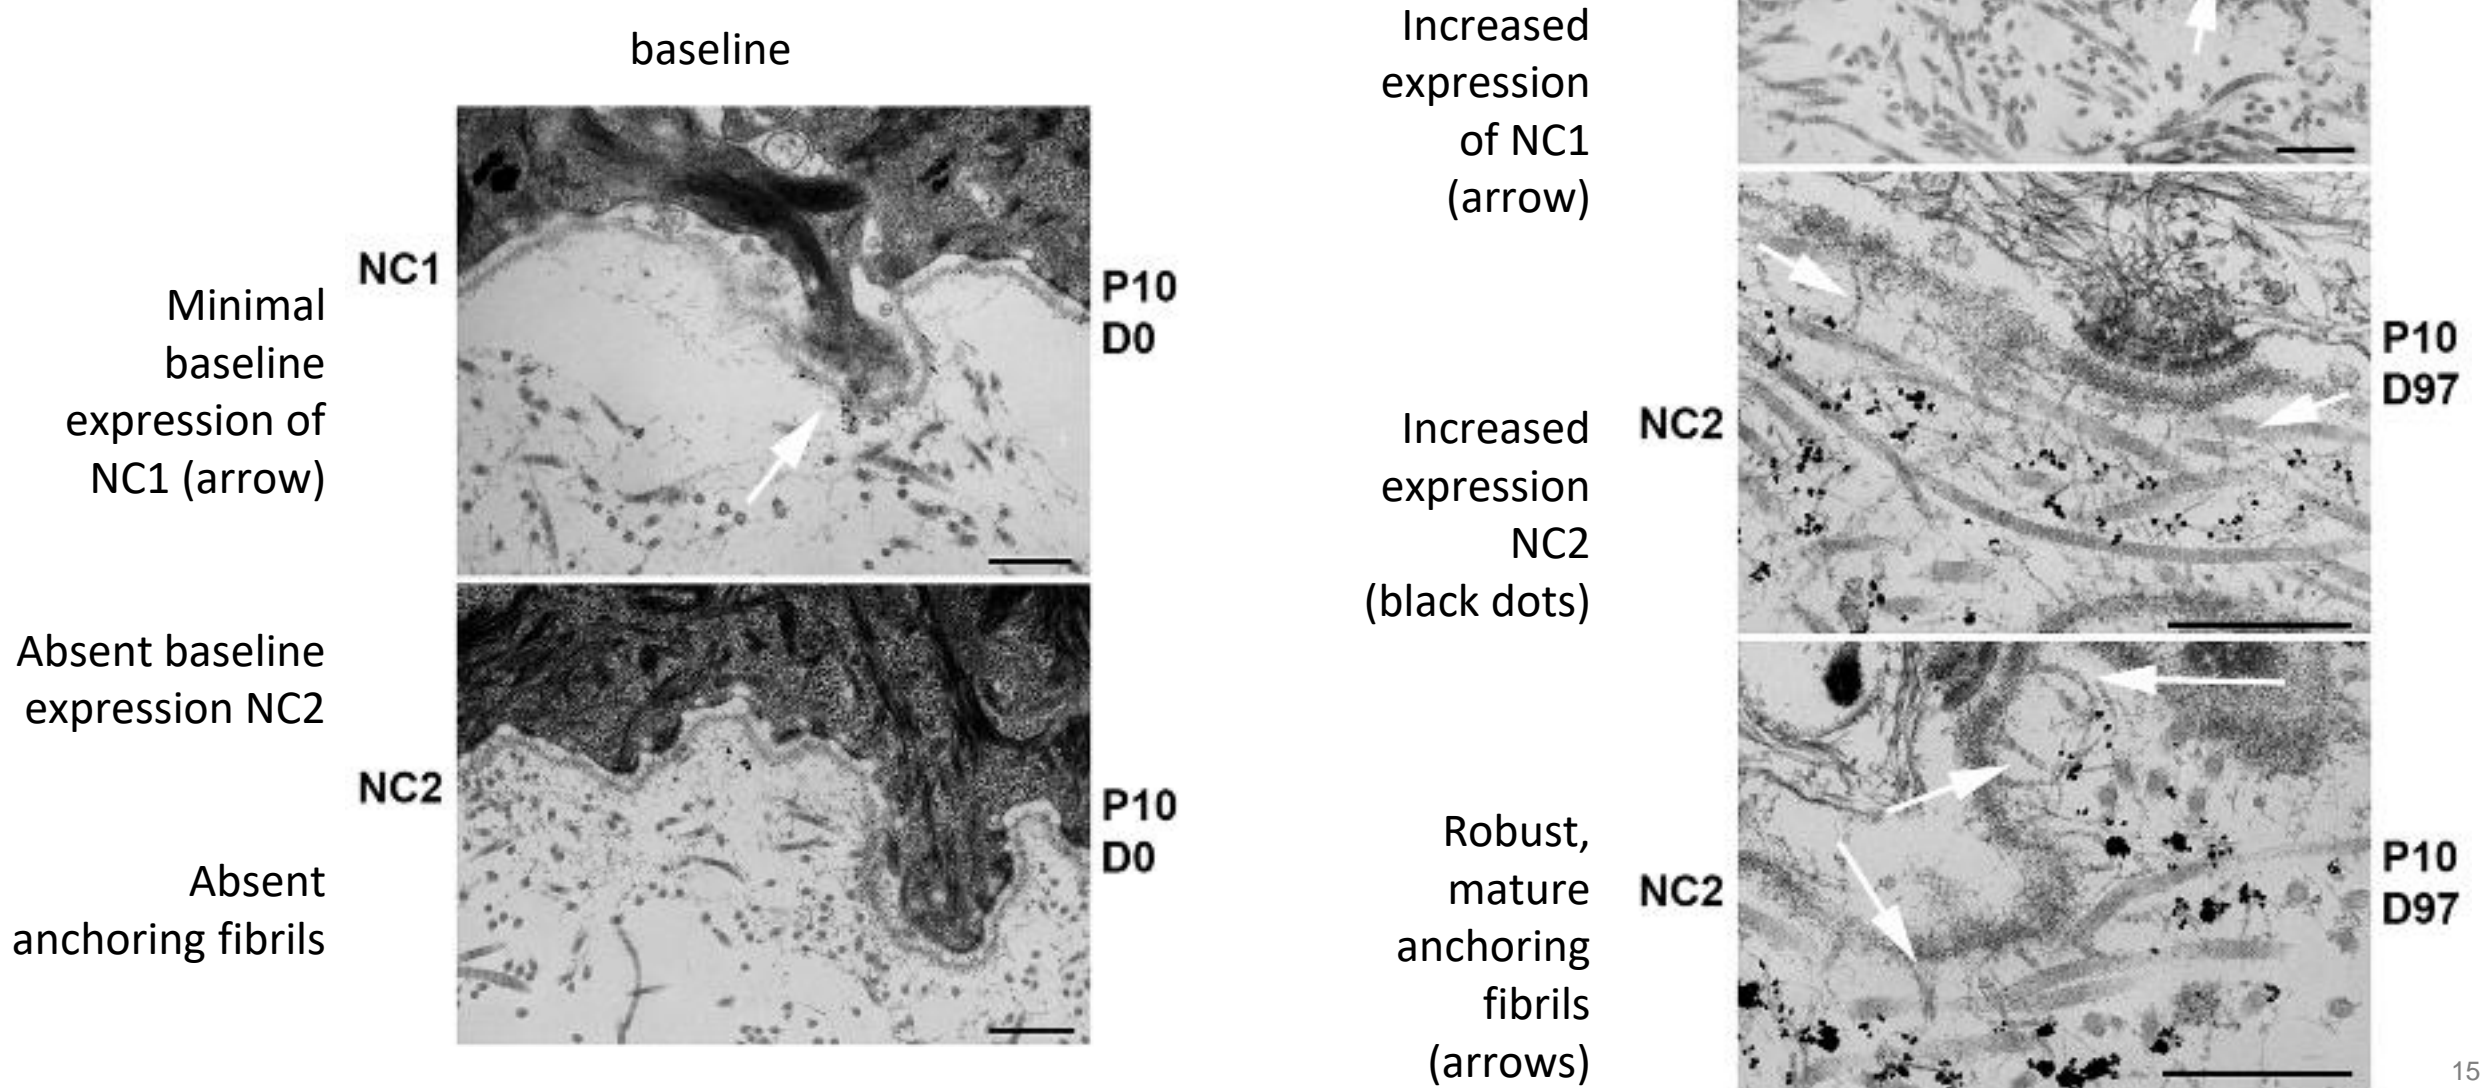 baseline
NC1
Minimal
baseline
expression of
NC1 (arrow)
P10
D0
Absent baseline
expression NC2
NC2
P10
D0
Absent
anchoring fibrils
Increased
expression
of NC1
(arrow)
Increased
expression
NC2
(black dots)
NC2
P10
D97
Robust,
mature
anchoring
fibrils
(arrows)
NC2
P10
D97
15